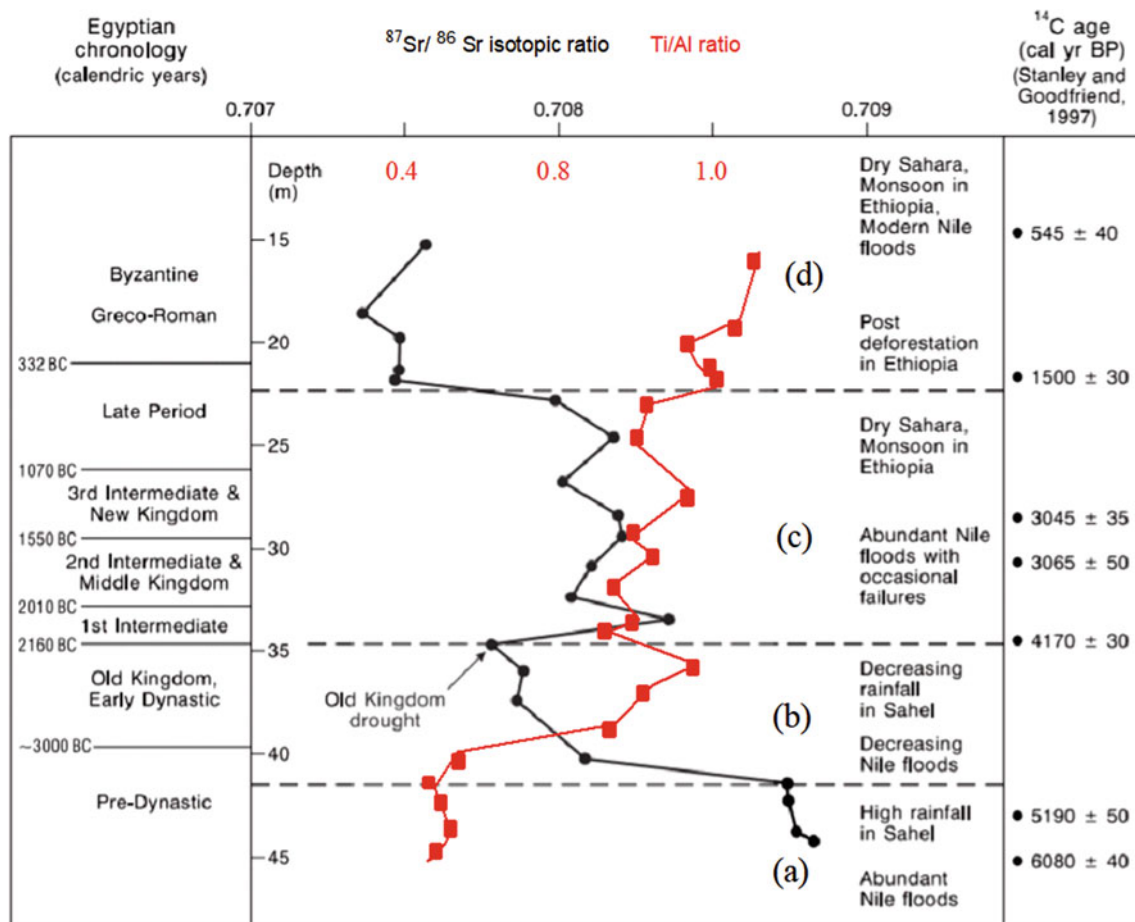 Egyptian
chronology
(calendric years)
87Sr/ 86 Sr isotopic ratio
Ti/Al ratio
14C age
(cal yr BP)
(Stanley and
Goodfriend,
1997)
0.707
0.708
0.709
Depth
(m)
0.4
0.8
1.0
15
20
25
30
35
40
45
Byzantine
Greco-Roman
332 BC
Late Period
1070 BC
3rd Intermediate &
New Kingdom
1550 BC
2nd Intermediate &
Middle Kingdom
2010 BC
1st Intermediate
2160 BC
Old Kingdom,
Early Dynastic
~3000 BC
Pre-Dynastic
Old Kingdom
drought
(d)
(c)
(b)
(a)
Dry Sahara,
Monsoon in
Ethiopia,
Modern Nile
floods
Post
deforestation
in Ethiopia
Dry Sahara,
Monsoon in
Ethiopia
Abundant Nile
floods with
occasional
failures
Decreasing
rainfall
in Sahel
Decreasing
Nile floods
High rainfall
in Sahel
Abundant
Nile floods
545 ± 40
1500 ± 30
3045 ± 35
3065 ± 50
4170 ± 30
5190 ± 50
6080 ± 40